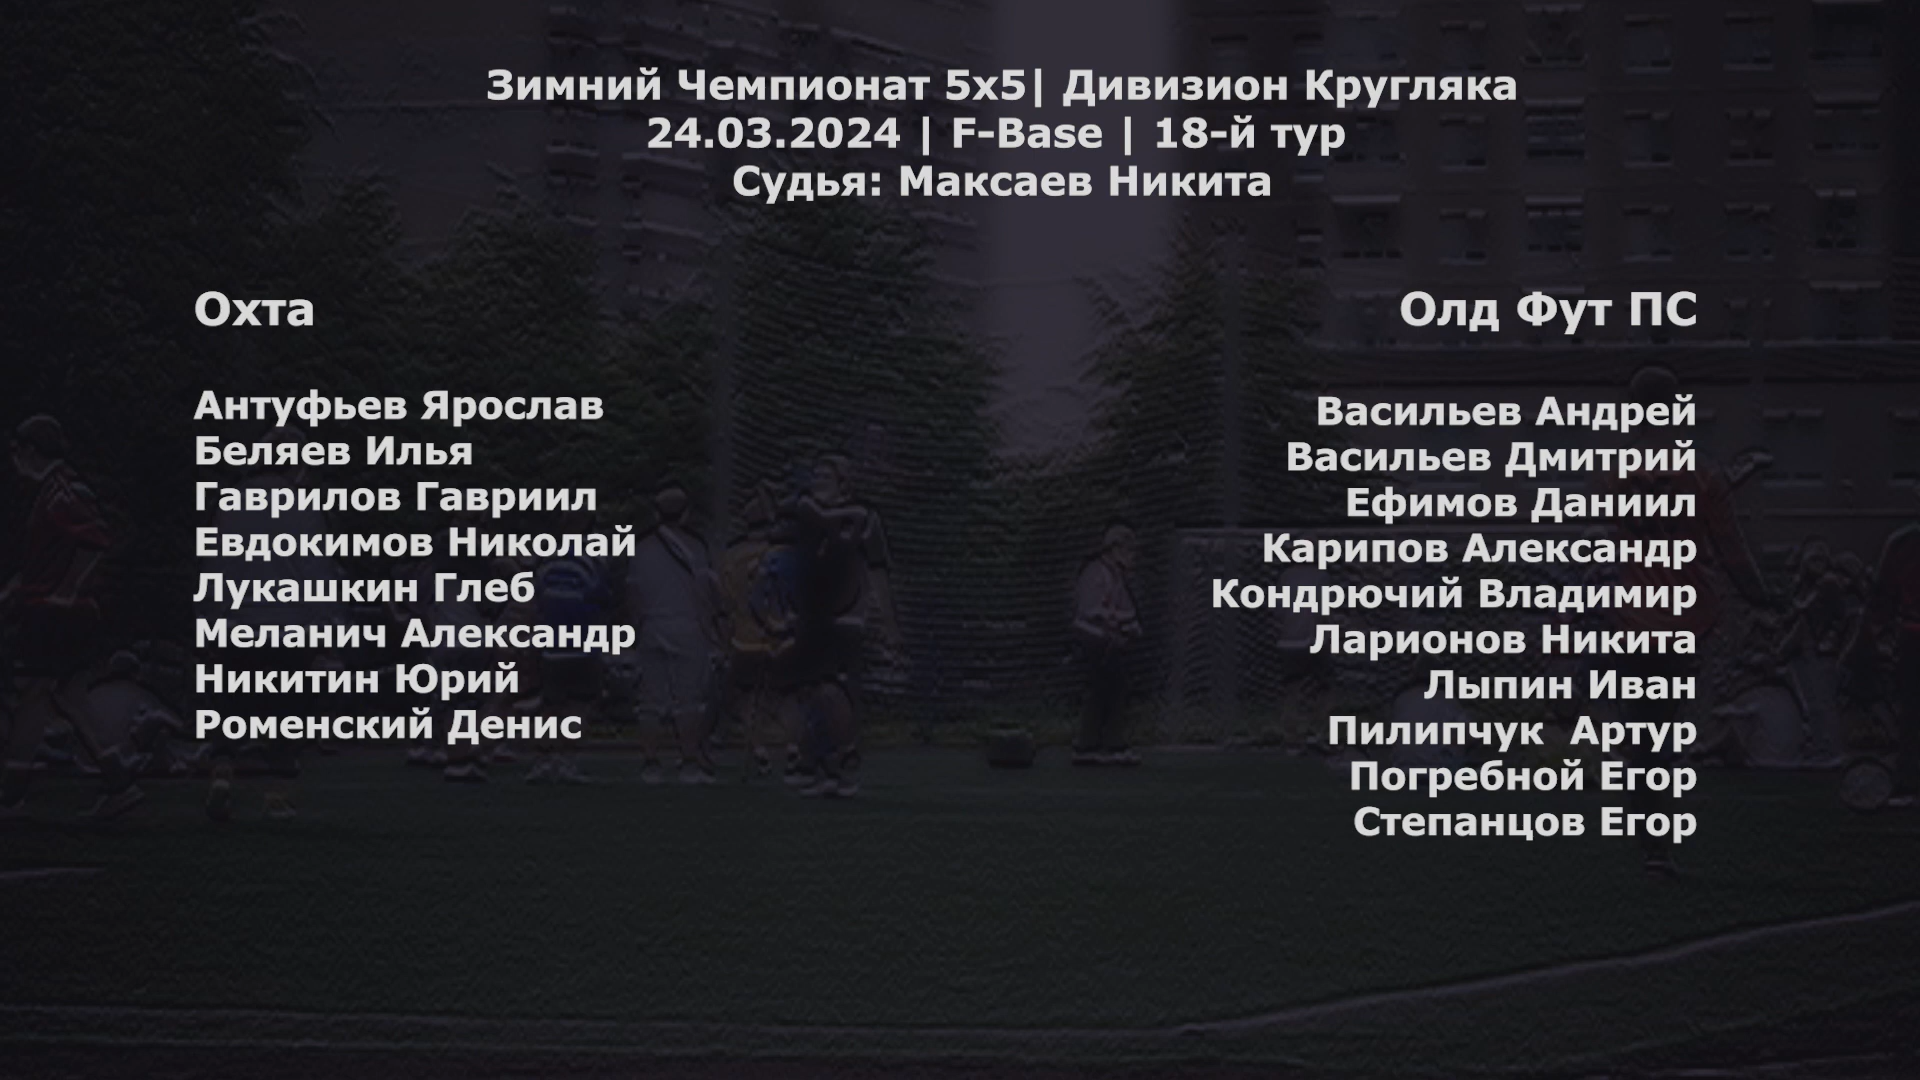 Зимний Чемпионат 5х5| Дивизион Кругляка
24.03.2024 | F-Base | 18-й тур
Судья: Максаев Никита
Охта
Антуфьев Ярослав
Беляев Илья
Гаврилов Гавриил
Евдокимов Николай
Лукашкин Глеб
Меланич Александр
Никитин Юрий
Роменский Денис
Олд Фут ПС
Васильев Андрей
Васильев Дмитрий
Ефимов Даниил
Карипов Александр
Кондрючий Владимир
Ларионов Никита
Лыпин Иван
Пилипчук  Артур
Погребной Егор
Степанцов Егор